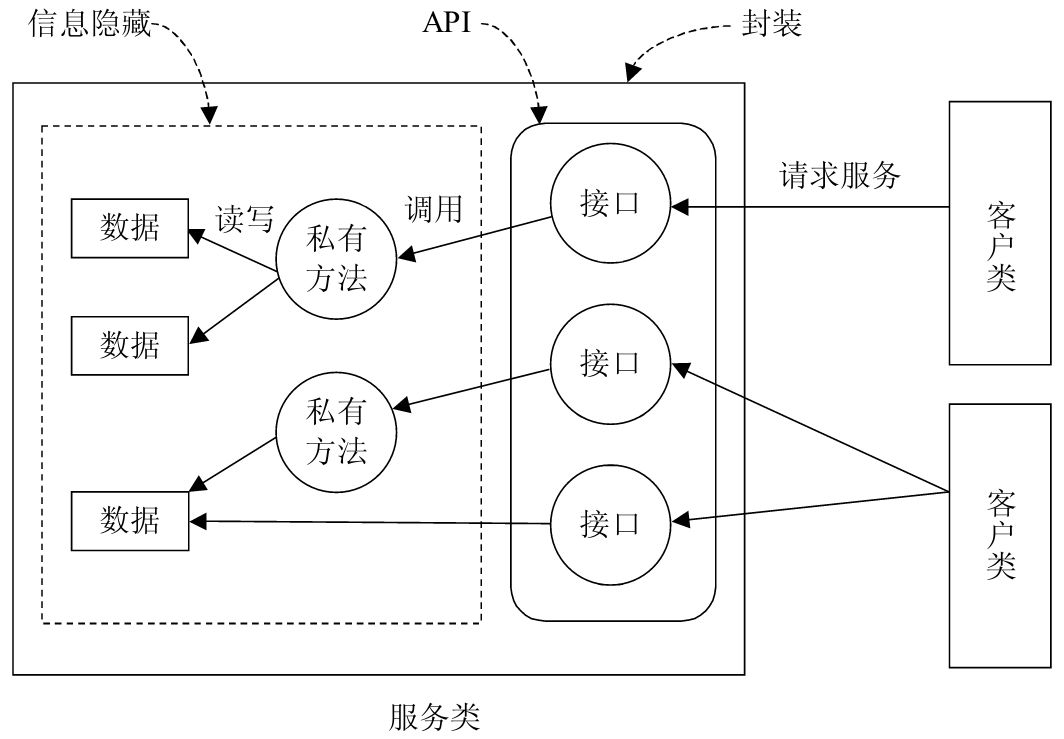 信息隐藏
API
封装
请求服务
接口
调用
读写
数据
私有
方法
客户类
数据
接口
私有
方法
数据
接口
客户类
服务类